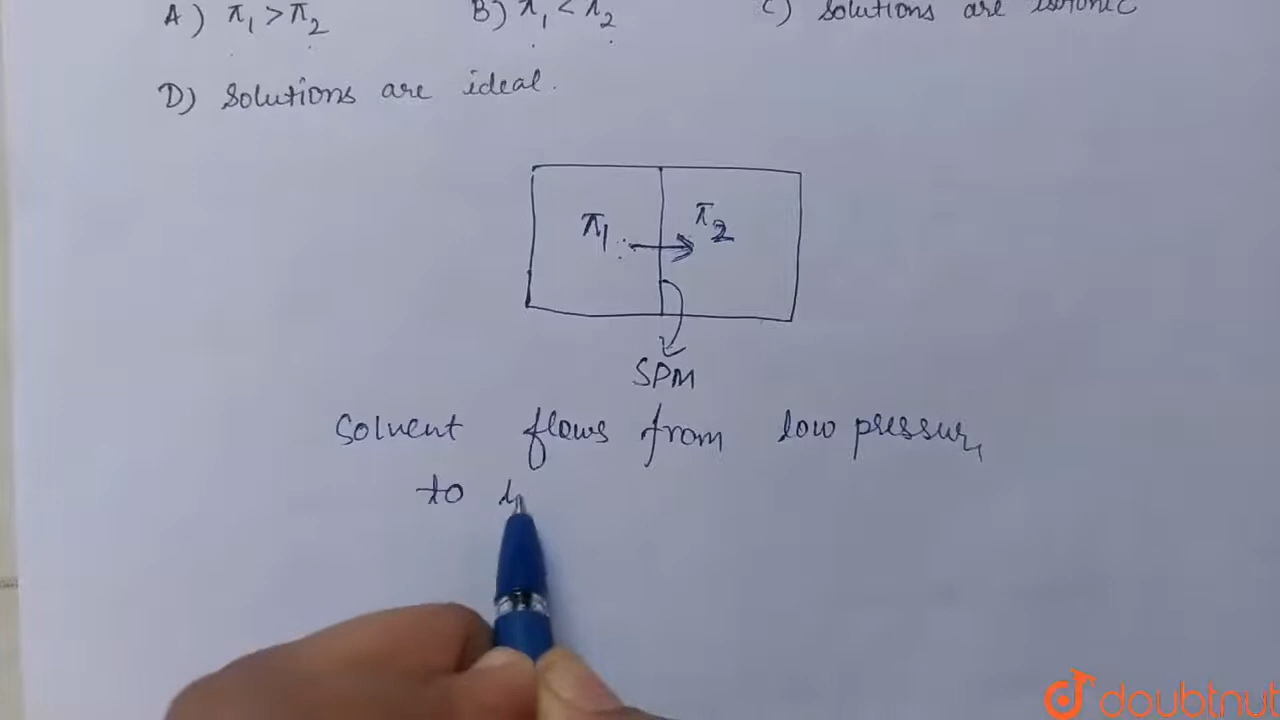 A) π₁ > π₂ B) π₁ < π₂ C) solutions are isotonic
D) Solutions are ideal.
π₁ π₂
SPM
Solvent flows from low pressure
to
doubtnut